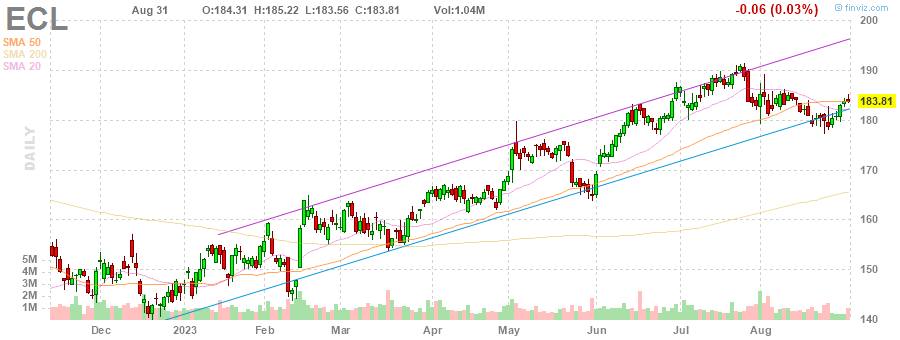 ECL Aug 31 O:184.31 H:185.22 L:183.56 C:183.81 Vol:1.04M -0.06 (0.03%) © finviz.com
SMA 50
SMA 200
SMA 20
DAILY
200
190
183.81
180
170
160
150
140
5M
4M
3M
2M
1M
Dec 2023 Feb Mar Apr May Jun Jul Aug